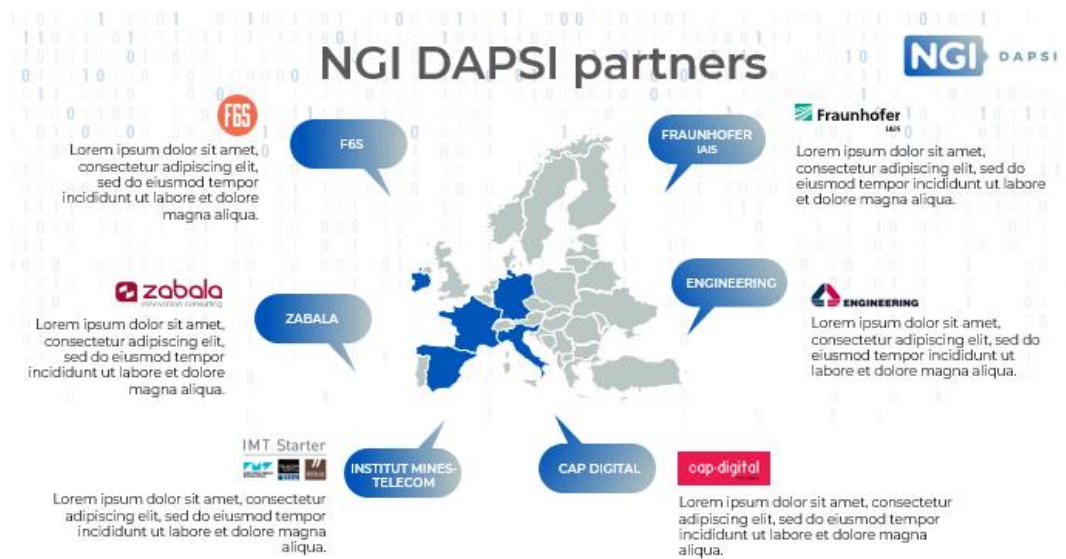 NGI DAPSI partners
NGI DAPSI
F6S
Lorem ipsum dolor sit amet,
consectetur adipiscing elit,
sed do eiusmod tempor
incididunt ut labore et dolore
magna aliqua.
F6S
FRAUNHOFER
IAIS
Fraunhofer
IAIS
Lorem ipsum dolor sit amet,
consectetur adipiscing elit, sed do
eiusmod tempor incididunt ut labore
et dolore magna aliqua.
zabala
innovation consulting
Lorem ipsum dolor sit amet,
consectetur adipiscing elit,
sed do eiusmod tempor
incididunt ut labore et dolore
magna aliqua.
ZABALA
ENGINEERING
ENGINEERING
Lorem ipsum dolor sit amet,
consectetur adipiscing elit, sed do
eiusmod tempor incididunt ut
labore et dolore magna aliqua.
IMT Starter
Lorem ipsum dolor sit amet, consectetur
adipiscing elit, sed do eiusmod tempor
incididunt ut labore et dolore magna
aliqua.
INSTITUT MINES-
TELECOM
CAP DIGITAL
cap·digital
Lorem ipsum dolor sit amet, consectetur
adipiscing elit, sed do eiusmod tempor
incididunt ut labore et dolore magna
aliqua.